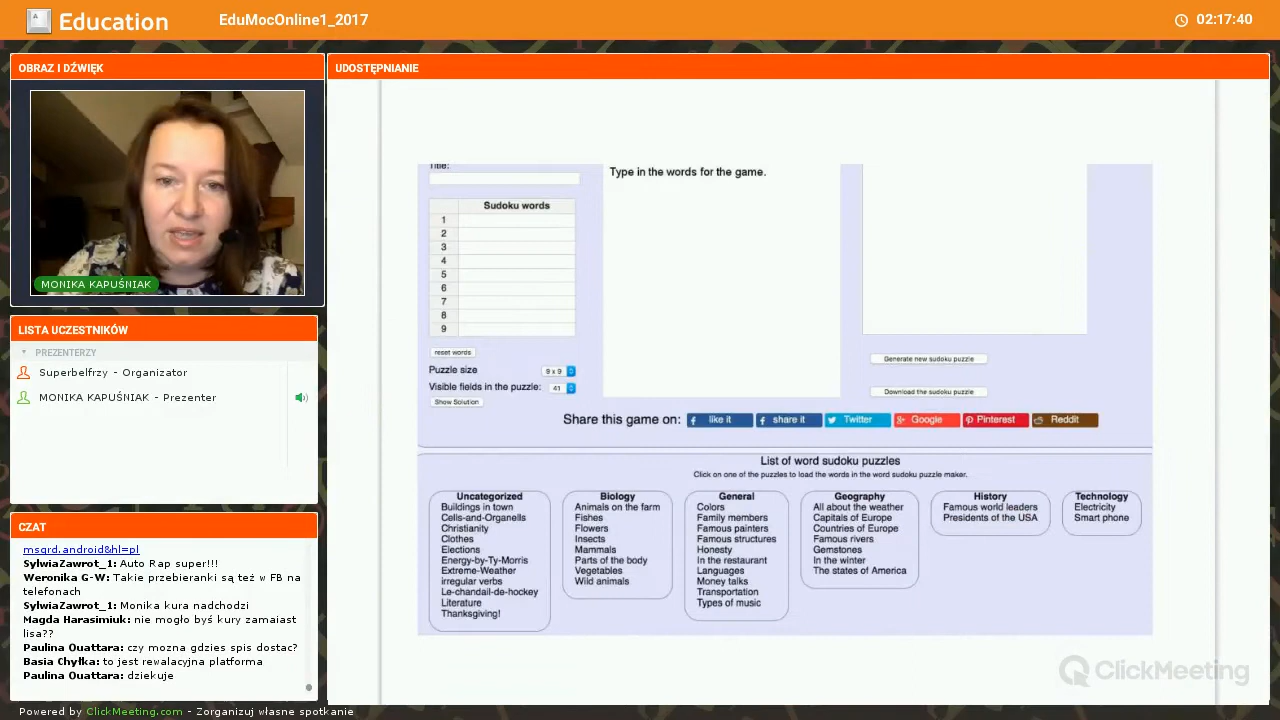 Education
EduMocOnline1_2017
02:17:40
OBRAZ I DŹWIĘK
MONIKA KAPUŚNIAK
LISTA UCZESTNIKÓW
PREZENTERZY
Superbelfrzy - Organizator
MONIKA KAPUŚNIAK - Prezenter
CZAT
msqrd.android&hl=pl
SylwiaZawrot_1: Auto Rap super!!!
Weronika G-W: Takie przebieranki są też w FB na
telefonach
SylwiaZawrot_1: Monika kura nadchodzi
Magda Harasimiuk: nie mogło byś kury zamaiast
lisa??
Paulina Ouattara: czy mozna gdzies spis dostac?
Basia Chyłka: to jest rewalacyjna platforma
Paulina Ouattara: dziekuje
Powered by ClickMeeting.com - Zorganizuj własne spotkanie
UDOSTĘPNIANIE
Title:
Sudoku words
1
2
3
4
5
6
7
8
9
reset words
Puzzle size 9 x 9
Visible fields in the puzzle: 41
Show Solution
Type in the words for the game.
Generate new sudoku puzzle
Download the sudoku puzzle
Share this game on: like it share it Twitter Google Pinterest Reddit
List of word sudoku puzzles
Click on one of the puzzles to load the words in the word sudoku puzzle maker.
Uncategorized
Buildings in town
Cells-and-Organells
Christianity
Clothes
Elections
Energy-by-Ty-Morris
Extreme-Weather
irregular verbs
Le-chandail-de-hockey
Literature
Thanksgiving!
Biology
Animals on the farm
Fishes
Flowers
Insects
Mammals
Parts of the body
Vegetables
Wild animals
General
Colors
Family members
Famous painters
Famous structures
Honesty
In the restaurant
Languages
Money talks
Transportation
Types of music
Geography
All about the weather
Capitals of Europe
Countries of Europe
Famous rivers
Gemstones
In the winter
The states of America
History
Famous world leaders
Presidents of the USA
Technology
Electricity
Smart phone
ClickMeeting